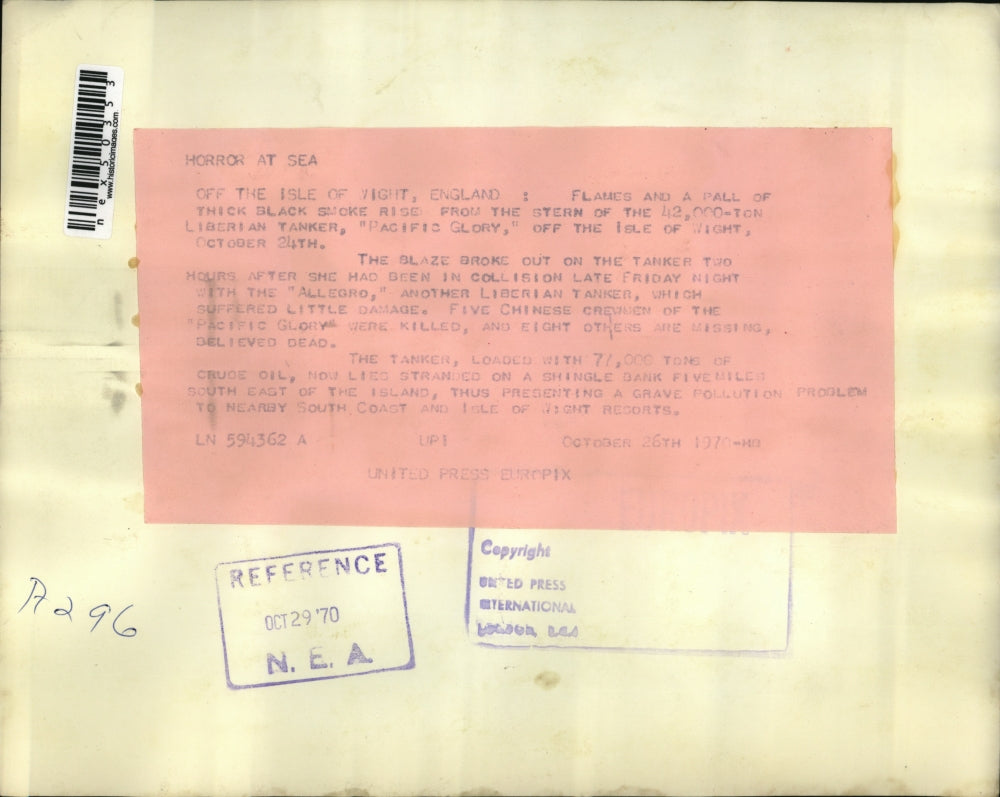 HORROR AT SEA
OFF THE ISLE OF WIGHT, ENGLAND : FLAMES AND A PALL OF
THICK BLACK SMOKE RISE FROM THE STERN OF THE 42,000-TON
LIBERIAN TANKER, "PACIFIC GLORY," OFF THE ISLE OF WIGHT,
OCTOBER 24TH.
THE BLAZE BROKE OUT ON THE TANKER TWO
HOURS AFTER SHE HAD BEEN IN COLLISION LATE FRIDAY NIGHT
WITH THE "ALLEGRO," ANOTHER LIBERIAN TANKER, WHICH
SUFFERED LITTLE DAMAGE. FIVE CHINESE CREWMEN OF THE
"PACIFIC GLORY" WERE KILLED, AND EIGHT OTHERS ARE MISSING,
BELIEVED DEAD.
THE TANKER, LOADED WITH TONS OF
CRUDE OIL, NOW LIES STRANDED ON A SHINGLE BANK FIVE MILES
SOUTH EAST OF THE ISLAND, THUS PRESENTING A GRAVE POLLUTION PROBLEM
TO NEARBY SOUTH COAST AND ISLE OF WIGHT RESORTS.
LN 594362 A UPI OCTOBER 26TH 1970-HB
UNITED PRESS EUROPIX
Copyright
UNITED PRESS
INTERNATIONAL
LONDON, E.C.4
REFERENCE
OCT 29 '70
N. E. A.
A296
nex50353
www.historicimages.com